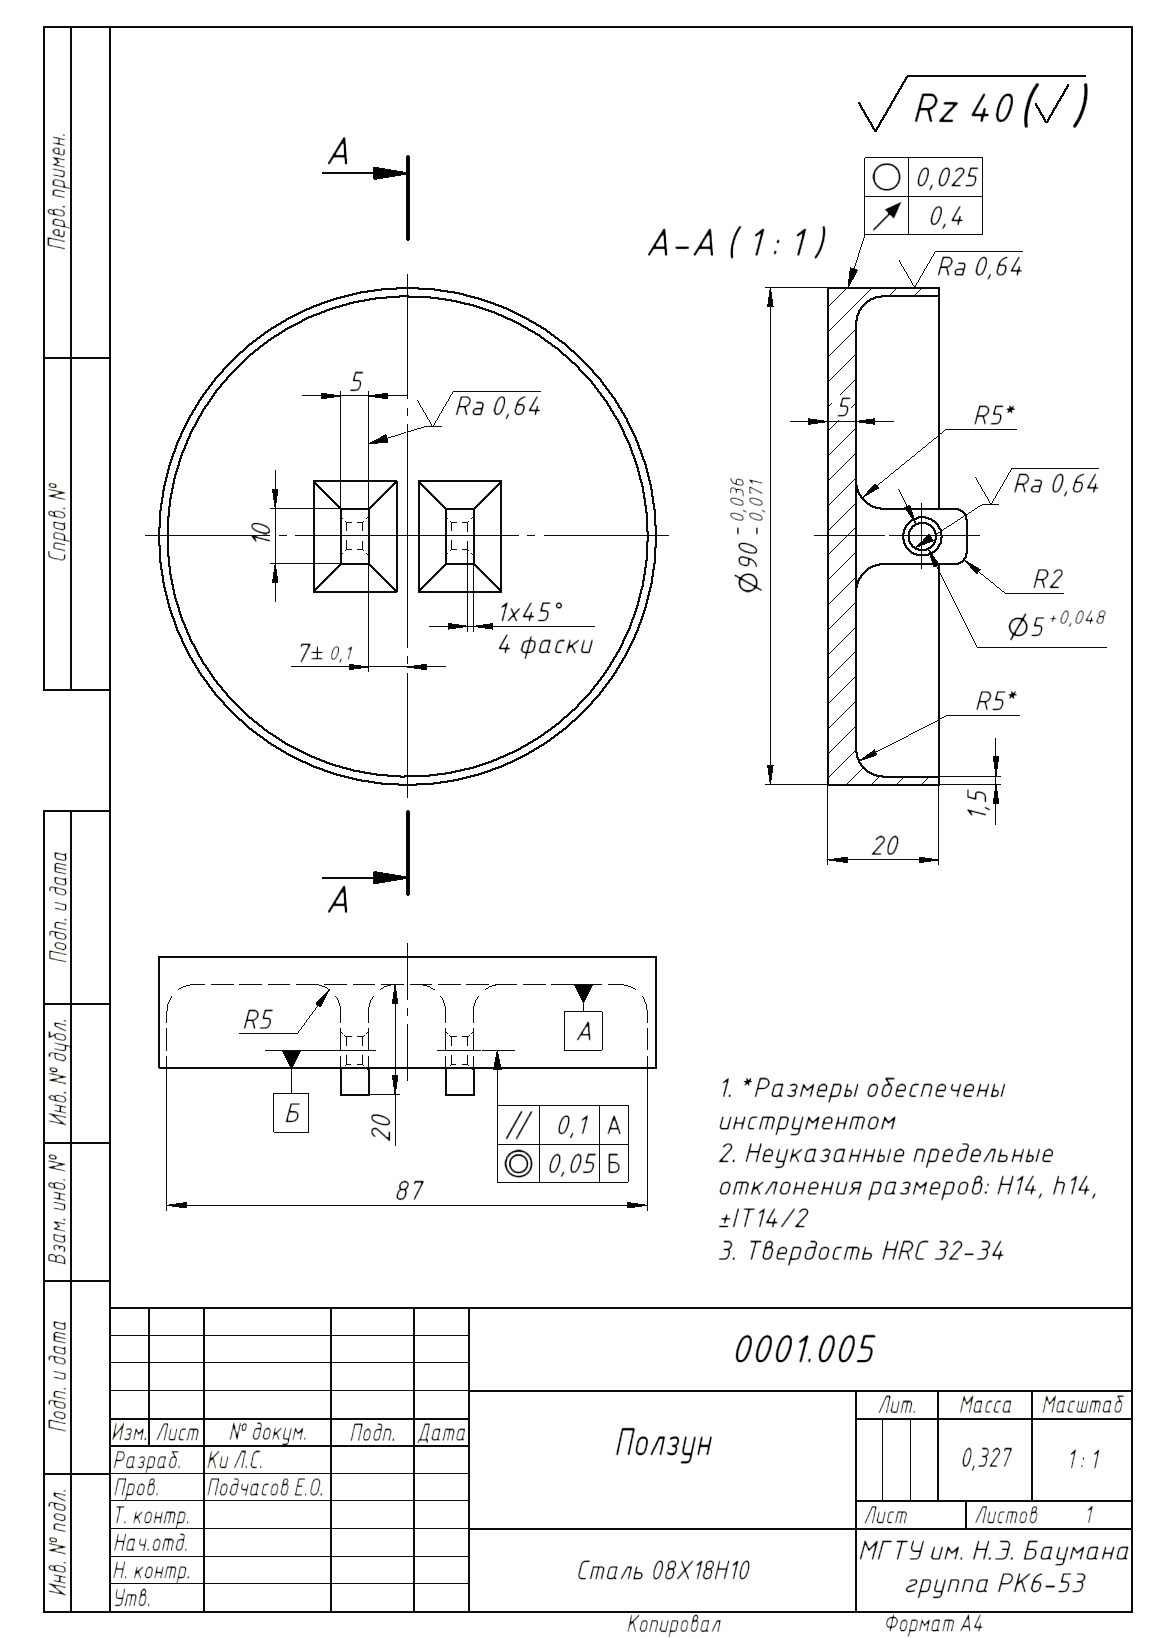 Перв. примен.
Справ. №
Подп. и дата
Инв. № дубл.
Взам. инв. №
Подп. и дата
Инв. № подл.
Rz 40 (√)
А
0,025
0,4
А-А (1:1)
Ra 0,64
5
Ra 0,64
5
R5*
Ra 0,64
10
⌀90 -0,036 -0,071
R2
1x45°
4 фаски
⌀5 +0,048
7± 0,1
R5*
1,5
20
А
R5
А
Б
20
// 0,1 А
◎ 0,05 Б
87
1. *Размеры обеспечены
инструментом
2. Неуказанные предельные
отклонения размеров: Н14, h14,
±IT14/2
3. Твердость HRC 32-34
0001.005
Изм. Лист № докум. Подп. Дата
Разраб. Ки Л.С.
Пров. Подчасов Е.О.
Т. контр.
Нач.отд.
Н. контр.
Утв.
Ползун
Лит. Масса Масштаб
0,327 1:1
Лист Листов 1
Сталь 08Х18Н10
МГТУ им. Н.Э. Баумана
группа РК6-53
Копировал Формат А4